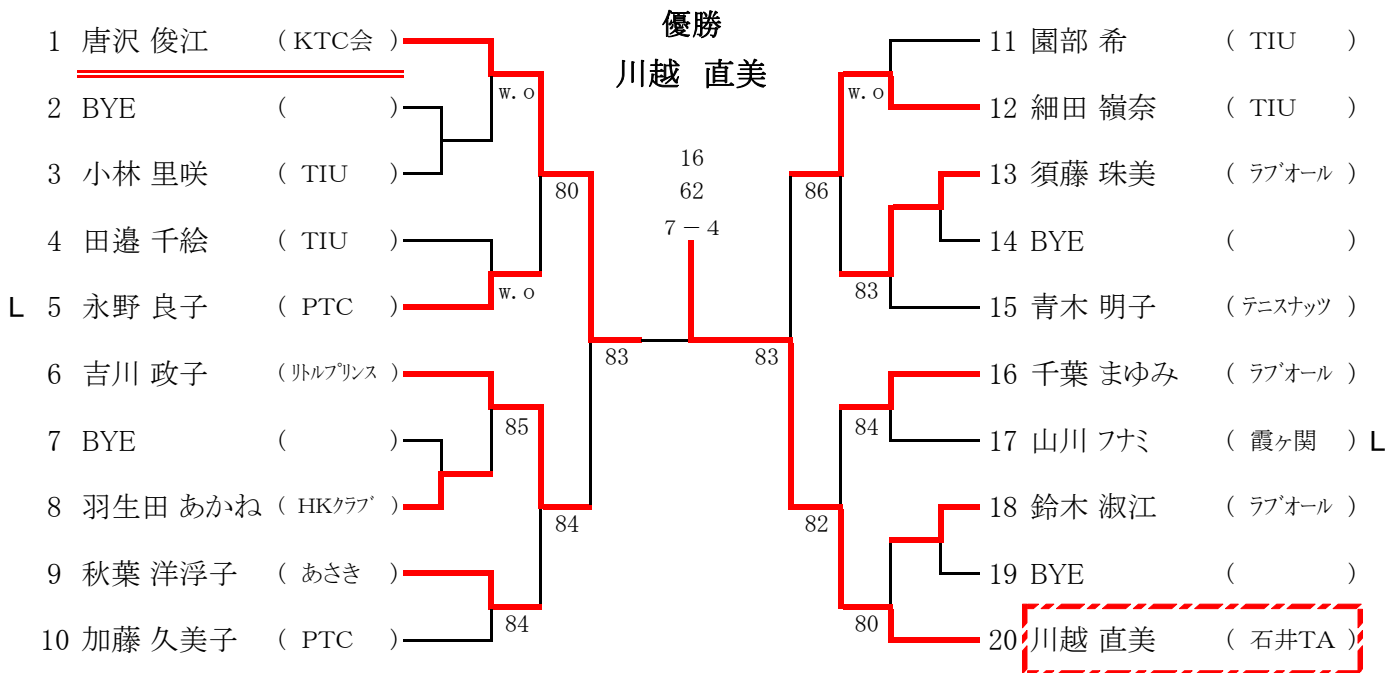 優勝
川越 直美
1 唐沢 俊江 ( KTC会 )
2 BYE ( )
3 小林 里咲 ( TIU )
4 田邉 千絵 ( TIU )
L 5 永野 良子 ( PTC )
6 吉川 政子 ( リトルプリンス )
7 BYE ( )
8 羽生田 あかね ( HKクラブ )
9 秋葉 洋浮子 ( あさき )
10 加藤 久美子 ( PTC )
w.o
w.o
85
84
80
84
83
16
62
7-4
83
86
82
w.o
83
84
80
11 園部 希 ( TIU )
12 細田 嶺奈 ( TIU )
13 須藤 珠美 ( ラブオール )
14 BYE ( )
15 青木 明子 ( テニスナッツ )
16 千葉 まゆみ ( ラブオール )
17 山川 フナミ ( 霞ヶ関 ) L
18 鈴木 淑江 ( ラブオール )
19 BYE ( )
20 川越 直美 ( 石井TA )